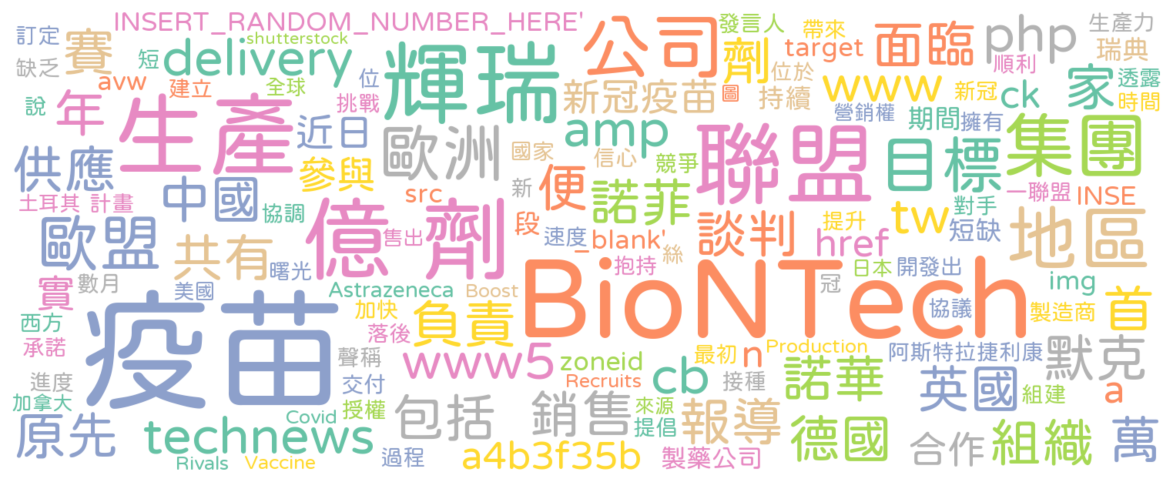 INSERT_RANDOM_NUMBER_HERE'
訂定
shutterstock
賽
短
delivery
輝瑞
公司
發言人
帶來
劑
target
面臨
php
生產力
瑞典
缺乏
avw
建立
全球
位
挑戰
新冠疫苗
位於
圖
持續
www
營銷權
新冠
順利
ck
家
透露
時間
說
年
生產
近日
歐洲
amp
聯盟
目標
期間
擁有
集團
供應
中國
參與
國家
信心
競爭
新
便
諾菲
土耳其
計畫
協調
億劑
src
售出
段
速度
_blank'
談判
提升
href
tw
對手
短缺
一聯盟
INSE
地區
歐盟
共有
曙光
抱持
絲
日本
開發出
img
實
數月
美國
Astrazeneca
Boost
BioNTech
冠
協議
製造商
首
西方
承諾
疫苗
加快
落後
負責
聲稱
www5
zoneid
n
最初
Production
阿斯特拉捷利康
默克
進度
加拿大
交付
授權
Recruits
cb
接種
諾華
英國
組建
a
原先
technews
Covid
包括
銷售
來源
提倡
報導
德國
合作
組織
萬
Rivals
Vaccine
過程
a4b3f35b
製藥公司